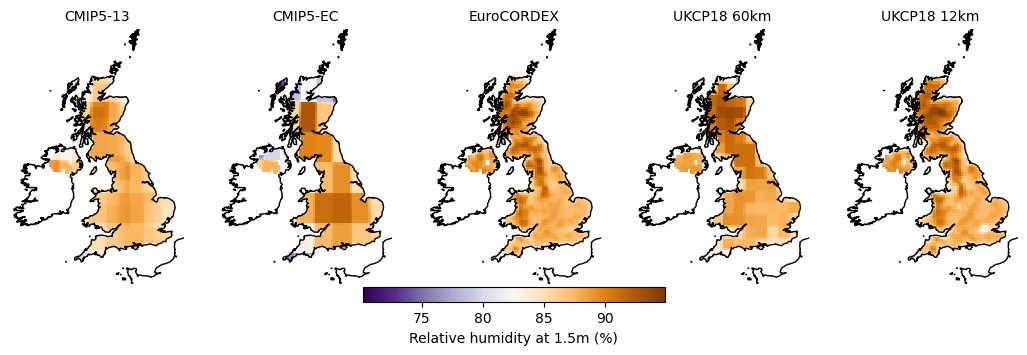 CMIP5-13
CMIP5-EC
EuroCORDEX
UKCP18 60km
UKCP18 12km
75
80
85
90
Relative humidity at 1.5m (%)